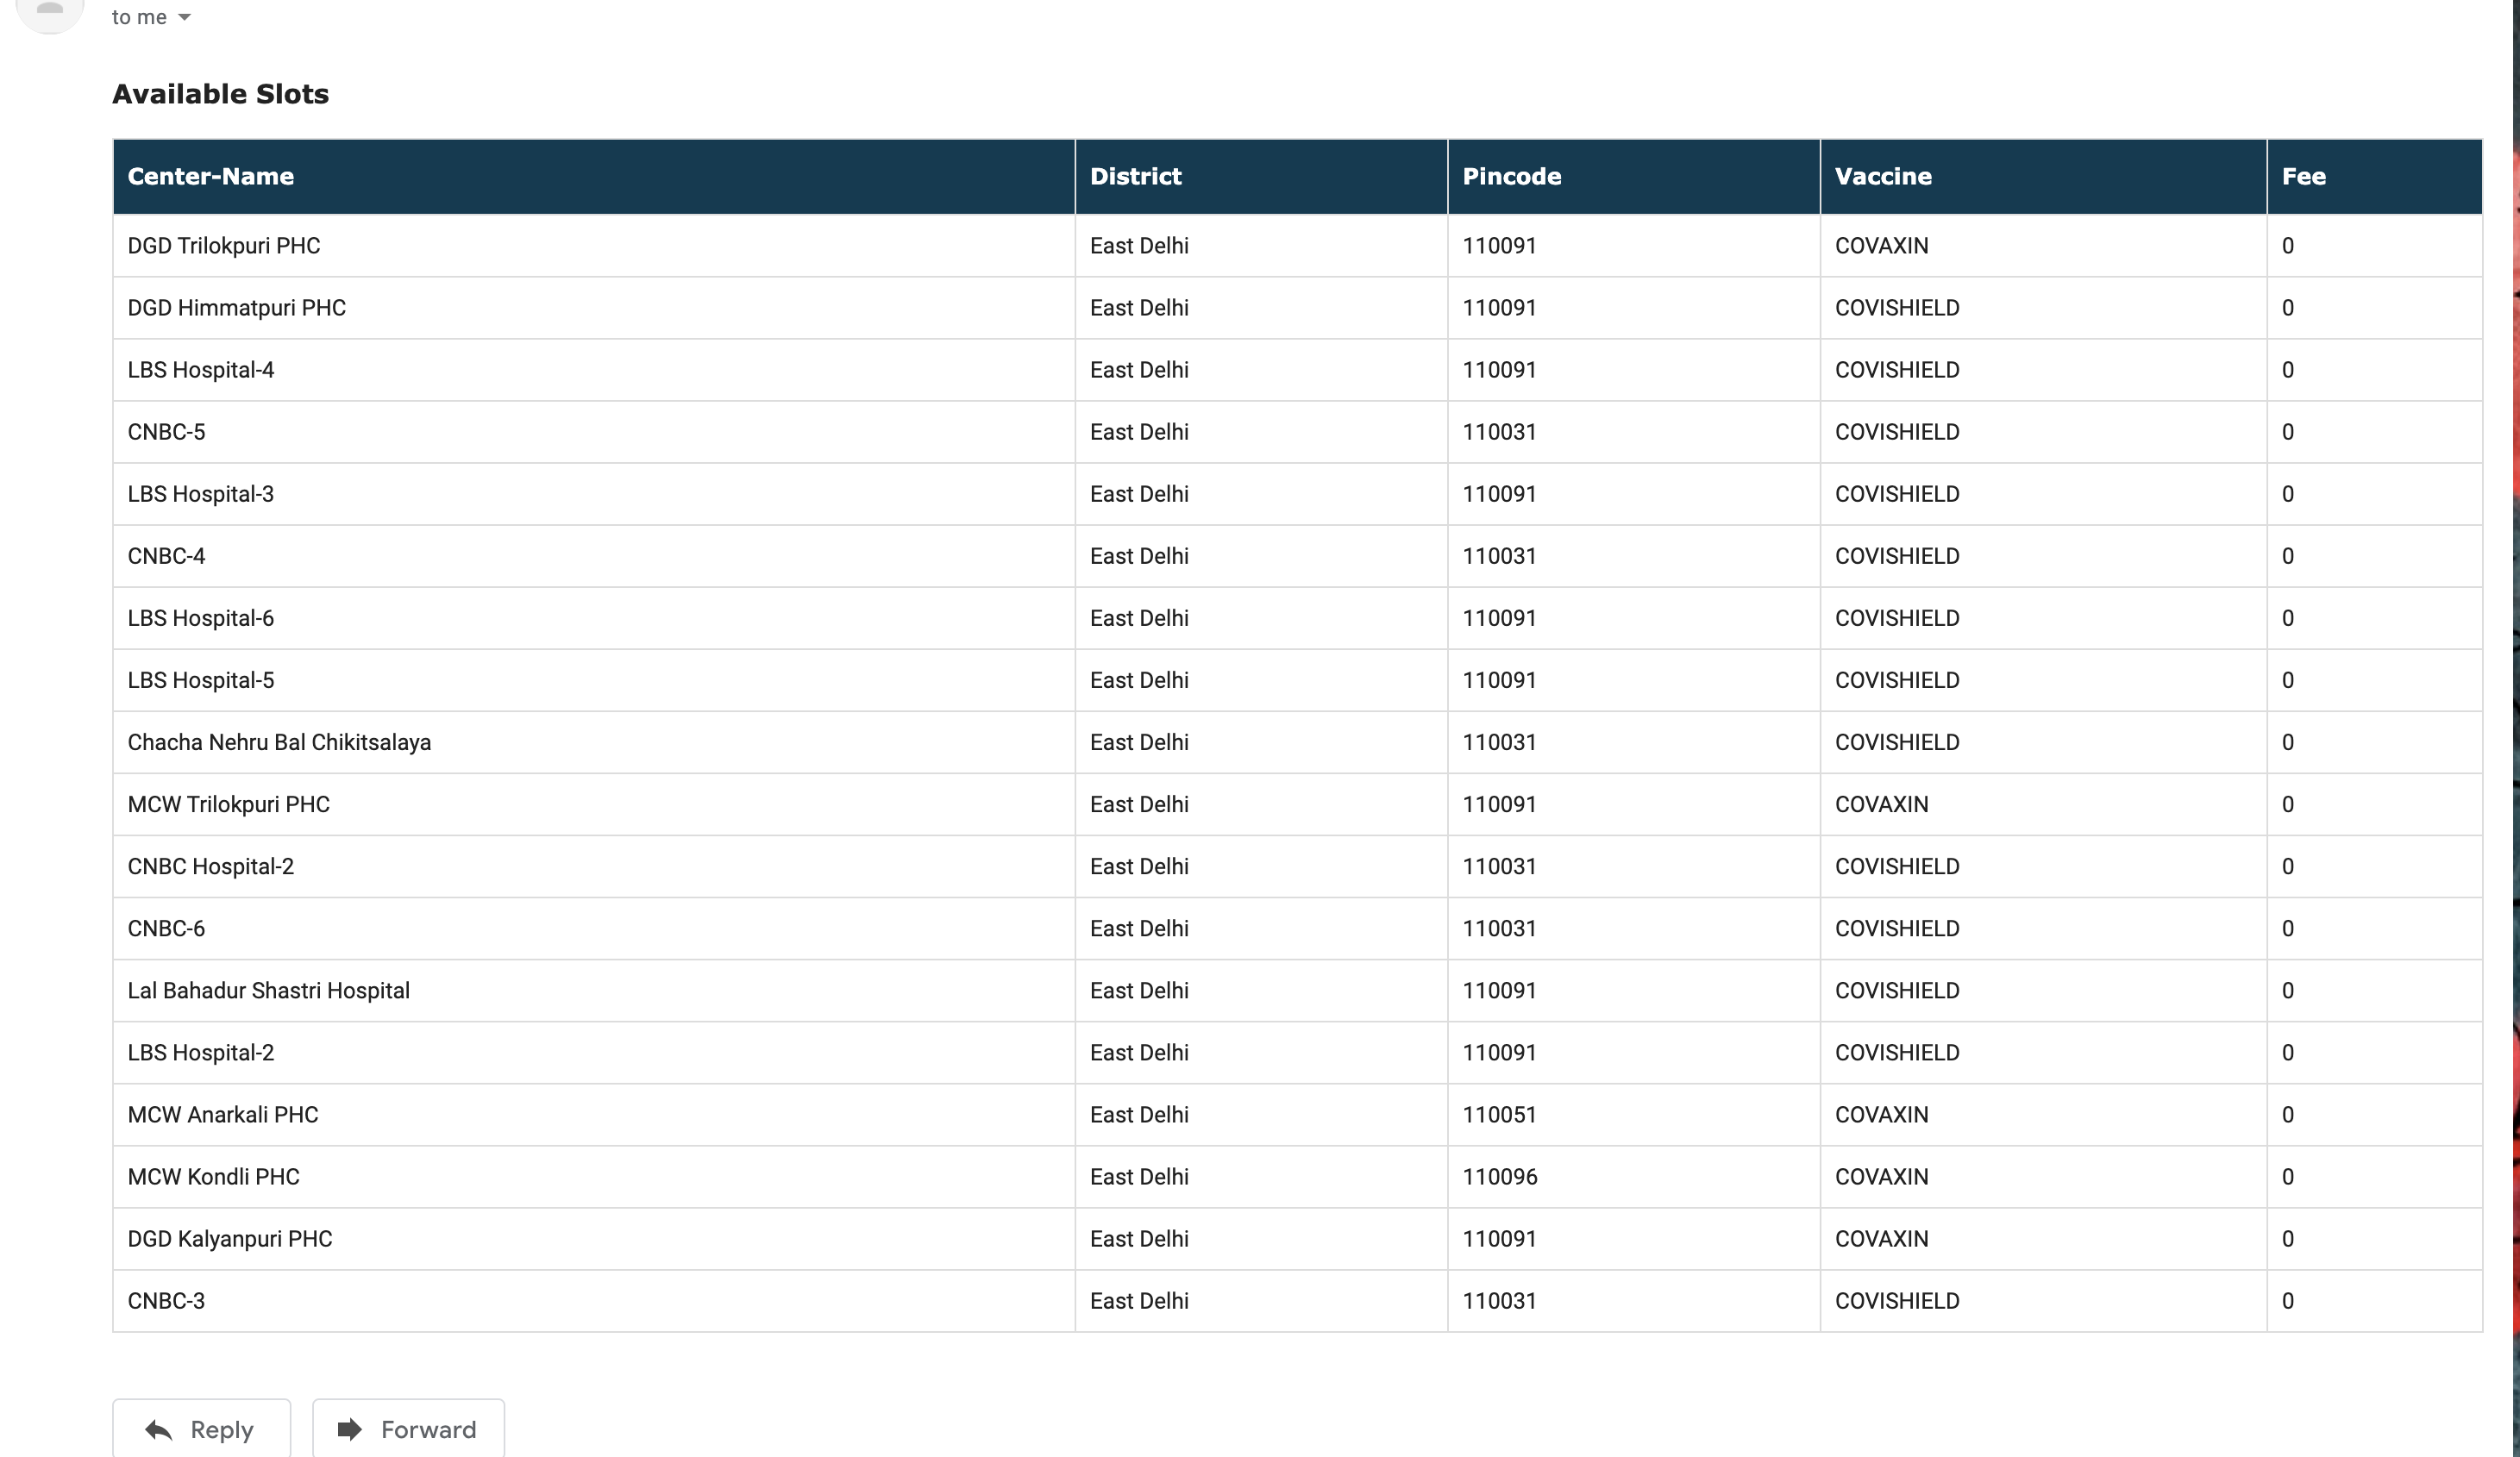 to me
Available Slots
Center-Name District Pincode Vaccine Fee
DGD Trilokpuri PHC East Delhi 110091 COVAXIN 0
DGD Himmatpuri PHC East Delhi 110091 COVISHIELD 0
LBS Hospital-4 East Delhi 110091 COVISHIELD 0
CNBC-5 East Delhi 110031 COVISHIELD 0
LBS Hospital-3 East Delhi 110091 COVISHIELD 0
CNBC-4 East Delhi 110031 COVISHIELD 0
LBS Hospital-6 East Delhi 110091 COVISHIELD 0
LBS Hospital-5 East Delhi 110091 COVISHIELD 0
Chacha Nehru Bal Chikitsalaya East Delhi 110031 COVISHIELD 0
MCW Trilokpuri PHC East Delhi 110091 COVAXIN 0
CNBC Hospital-2 East Delhi 110031 COVISHIELD 0
CNBC-6 East Delhi 110031 COVISHIELD 0
Lal Bahadur Shastri Hospital East Delhi 110091 COVISHIELD 0
LBS Hospital-2 East Delhi 110091 COVISHIELD 0
MCW Anarkali PHC East Delhi 110051 COVAXIN 0
MCW Kondli PHC East Delhi 110096 COVAXIN 0
DGD Kalyanpuri PHC East Delhi 110091 COVAXIN 0
CNBC-3 East Delhi 110031 COVISHIELD 0
Reply Forward